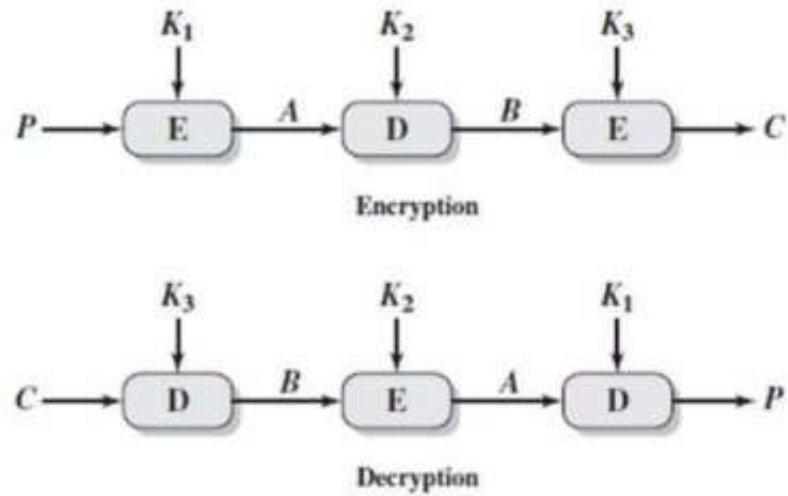 K₁ K₂ K₃
P E A D B E C
Encryption
K₃ K₂ K₁
C D B E A D P
Decryption